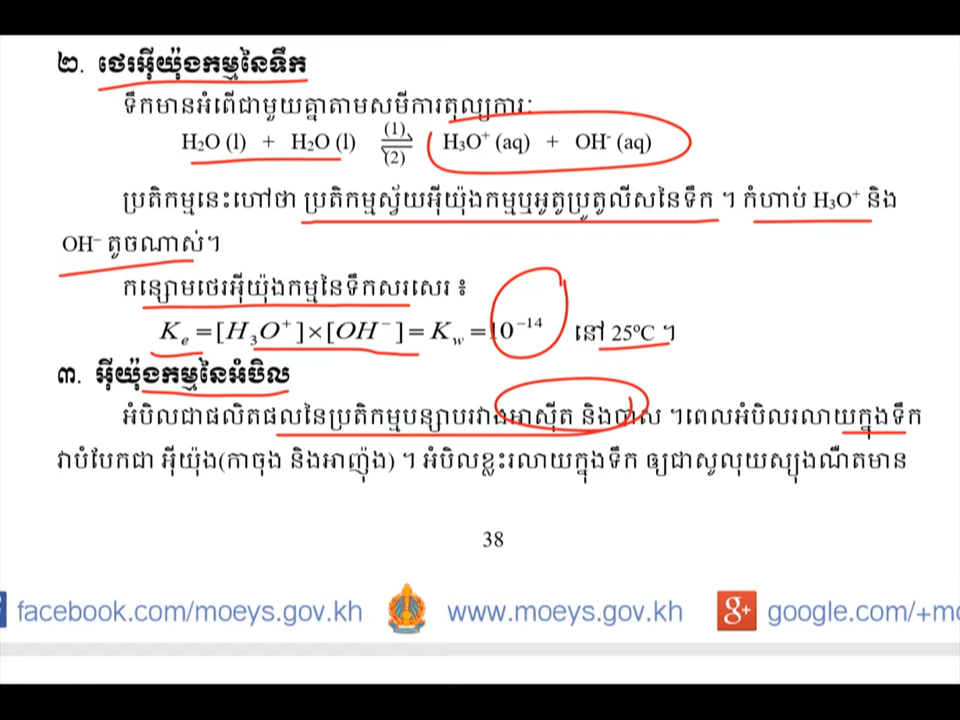 ២. ថេរអ៊ីយ៉ុងកម្មនៃទឹក
ទឹកមានអំពើជាមួយគ្នាតាមសមីការតុល្យការៈ
H₂O (l) + H₂O (l) (1) ⇌ (2) H₃O⁺ (aq) + OH⁻ (aq)
ប្រតិកម្មនេះហៅថា ប្រតិកម្មស្វ័យអ៊ីយ៉ុងកម្មឬអូតូប្រូតូលីសនៃទឹក ។ កំហាប់ H₃O⁺ និង
OH⁻ តូចណាស់។
កន្សោមថេរអ៊ីយ៉ុងកម្មនៃទឹកសរសេរ ៖
Kₑ = [H₃O⁺]×[OH⁻] = K_w = 10⁻¹⁴ នៅ 25ºC ។
៣. អ៊ីយ៉ុងកម្មនៃអំបិល
អំបិលជាផលិតផលនៃប្រតិកម្មបន្សាបរវាងអាស៊ីត និងបាស ។ពេលអំបិលរលាយក្នុងទឹក
វាបំបែកជា អ៊ីយ៉ុង(កាចុង និងអាញ៉ុង) ។ អំបិលខ្លះរលាយក្នុងទឹក ឲ្យជាសូលុយស្យុងណឺតមាន
38
facebook.com/moeys.gov.kh www.moeys.gov.kh g+ google.com/+mo